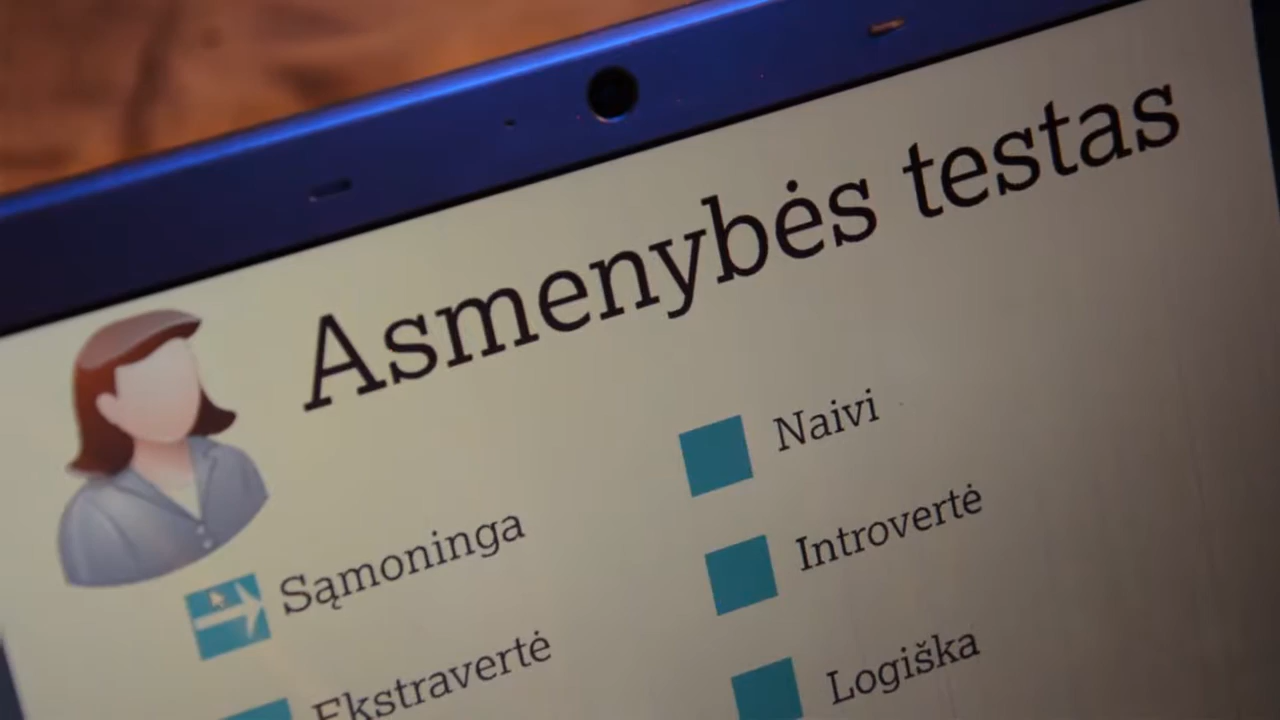 Asmenybės testas
Sąmoninga
Ekstravertė
Naivi
Introvertė
Logiška